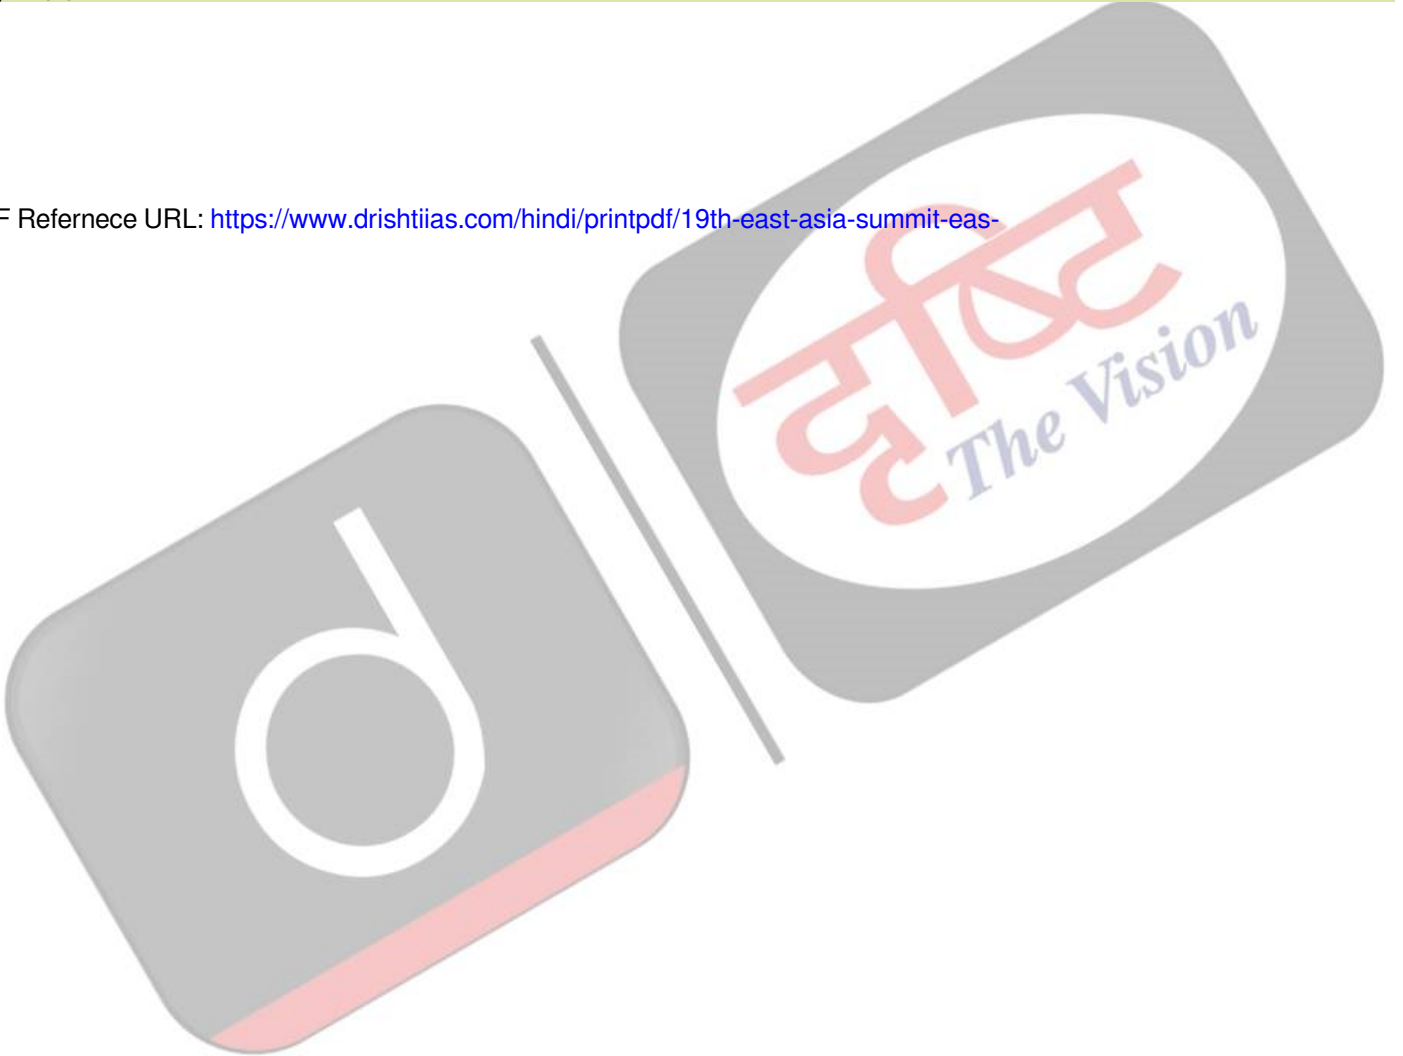 F Refernece URL: https://www.drishtiias.com/hindi/printpdf/19th-east-asia-summit-eas-
दृष्टि
The Vision
d